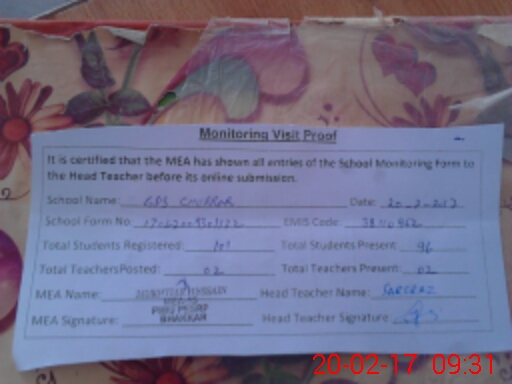 Monitoring Visit Proof
It is certified that the MEA has shown all entries of the School Monitoring Form to
the Head Teacher before its online submission.
School Name: GPS Date: 20-2-2017
School Form No: EMIS Code:
Total Students Registered: Total Students Present: 96
Total Teachers Posted: 02 Total Teachers Present: 02
MEA Name: Head Teacher Name: SARFRAZ
BHAKKAR
MEA Signature: Head Teacher Signature
20-02-17 09:31